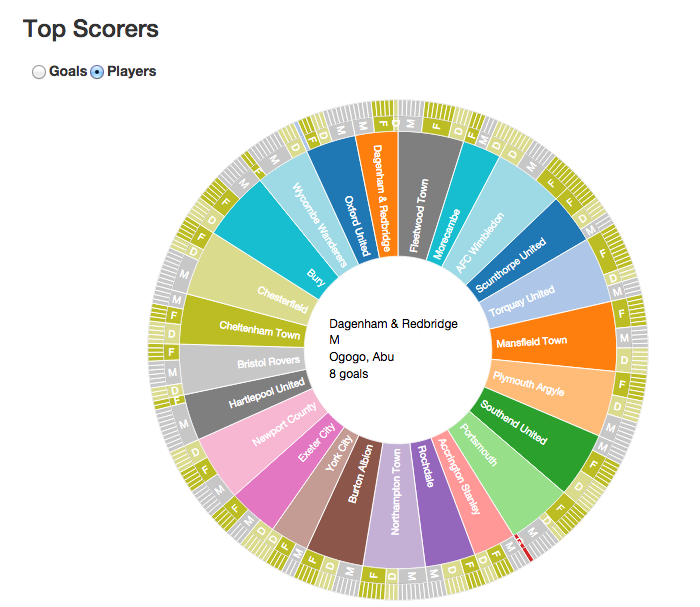 Top Scorers
Goals Players
Dagenham & Redbridge
M
Ogogo, Abu
8 goals
Fleetwood Town
Morecambe
AFC Wimbledon
Scunthorpe United
Torquay United
Mansfield Town
Plymouth Argyle
Southend United
Portsmouth
Accrington Stanley
Rochdale
Northampton Town
Burton Albion
York City
Exeter City
Newport County
Hartlepool United
Bristol Rovers
Cheltenham Town
Chesterfield
Bury
Wycombe Wanderers
Oxford United
Dagenham & Redbridge